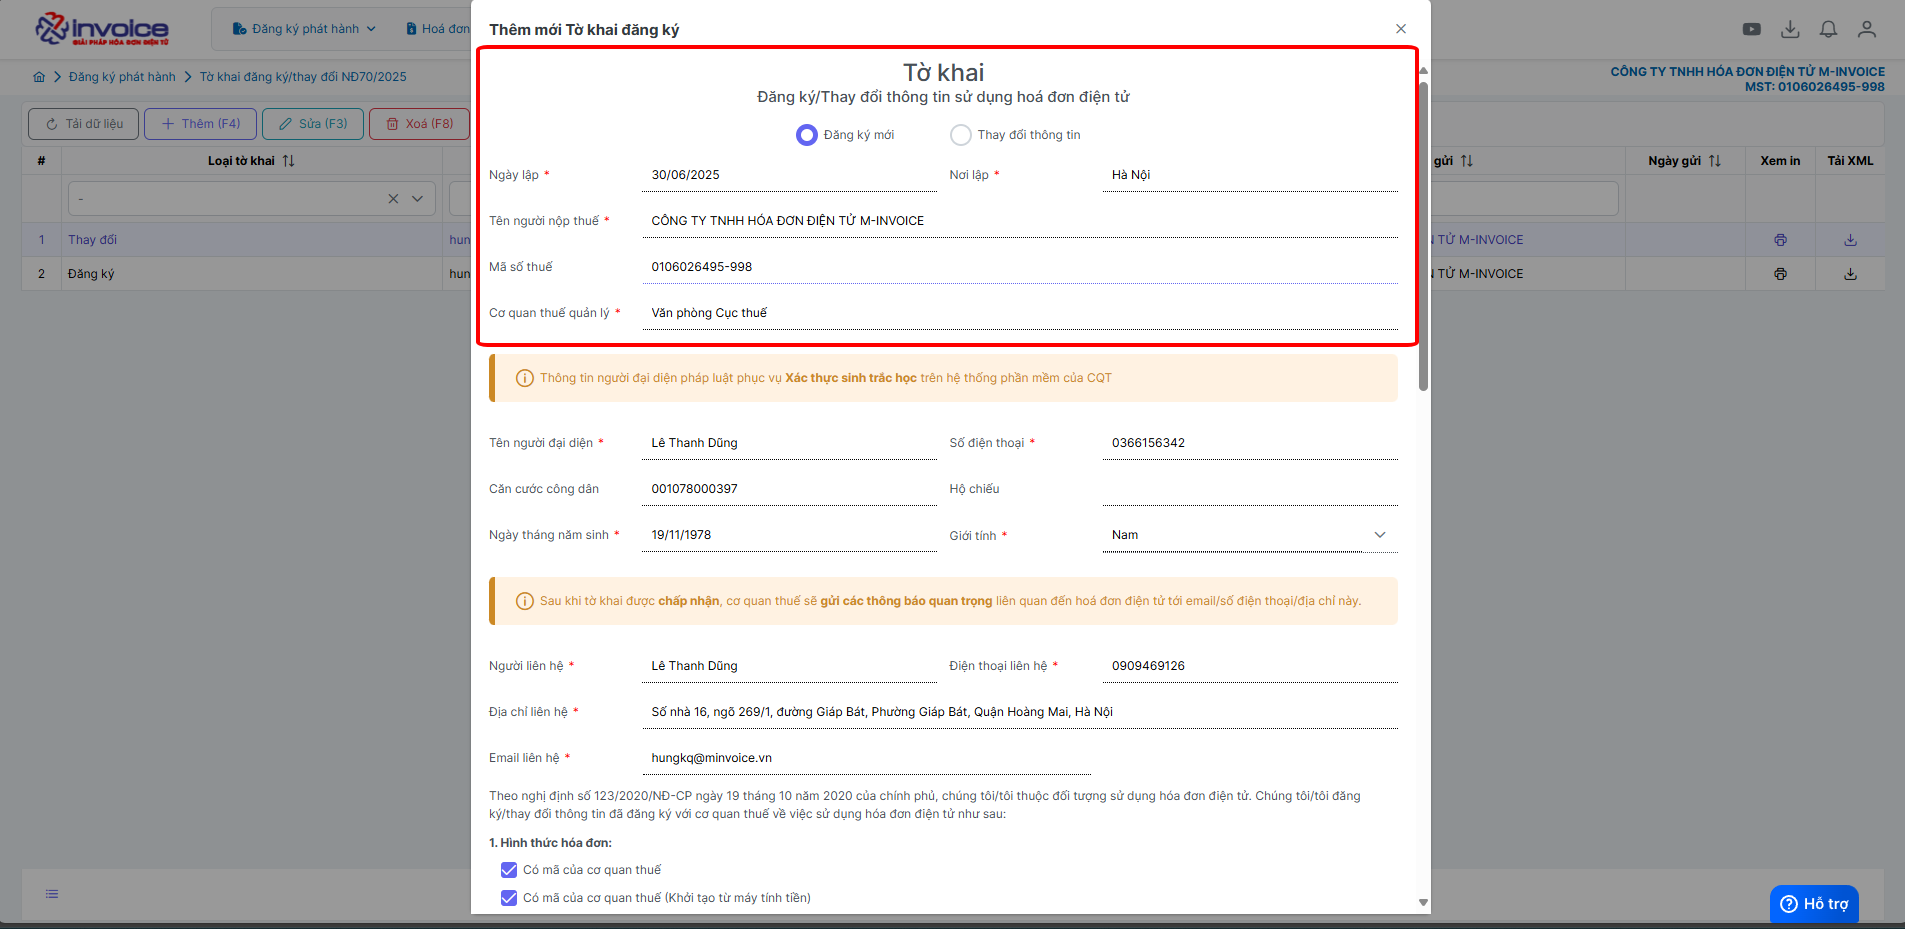 invoice
GIẢI PHÁP HÓA ĐƠN ĐIỆN TỬ
Đăng ký phát hành
Hoá đơn
Đăng ký phát hành
Tờ khai đăng ký/thay đổi NĐ70/2025
CÔNG TY TNHH HÓA ĐƠN ĐIỆN TỬ M-INVOICE
MST: 0106026495-998
Tải dữ liệu
Thêm (F4)
Sửa (F3)
Xoá (F8)
#
Loại tờ khai
gửi
Ngày gửi
Xem in
Tải XML
-
1
Thay đổi
hun
TỬ M-INVOICE
2
Đăng ký
hun
N TỬ M-INVOICE
Thêm mới Tờ khai đăng ký
Tờ khai
Đăng ký/Thay đổi thông tin sử dụng hoá đơn điện tử
Đăng ký mới
Thay đổi thông tin
Ngày lập *
30/06/2025
Nơi lập *
Hà Nội
Tên người nộp thuế *
CÔNG TY TNHH HÓA ĐƠN ĐIỆN TỬ M-INVOICE
Mã số thuế
0106026495-998
Cơ quan thuế quản lý *
Văn phòng Cục thuế
Thông tin người đại diện pháp luật phục vụ Xác thực sinh trắc học trên hệ thống phần mềm của CQT
Tên người đại diện *
Lê Thanh Dũng
Số điện thoại *
0366156342
Căn cước công dân
001078000397
Hộ chiếu
Ngày tháng năm sinh *
19/11/1978
Giới tính *
Nam
Sau khi tờ khai được chấp nhận, cơ quan thuế sẽ gửi các thông báo quan trọng liên quan đến hoá đơn điện tử tới email/số điện thoại/địa chỉ này.
Người liên hệ *
Lê Thanh Dũng
Điện thoại liên hệ *
0909469126
Địa chỉ liên hệ *
Số nhà 16, ngõ 269/1, đường Giáp Bát, Phường Giáp Bát, Quận Hoàng Mai, Hà Nội
Email liên hệ *
hungkq@minvoice.vn
Theo nghị định số 123/2020/NĐ-CP ngày 19 tháng 10 năm 2020 của chính phủ, chúng tôi/tôi thuộc đối tượng sử dụng hóa đơn điện tử. Chúng tôi/tôi đăng
ký/thay đổi thông tin đã đăng ký với cơ quan thuế về việc sử dụng hóa đơn điện tử như sau:
1. Hình thức hóa đơn:
Có mã của cơ quan thuế
Có mã của cơ quan thuế (Khởi tạo từ máy tính tiền)
Hỗ trợ